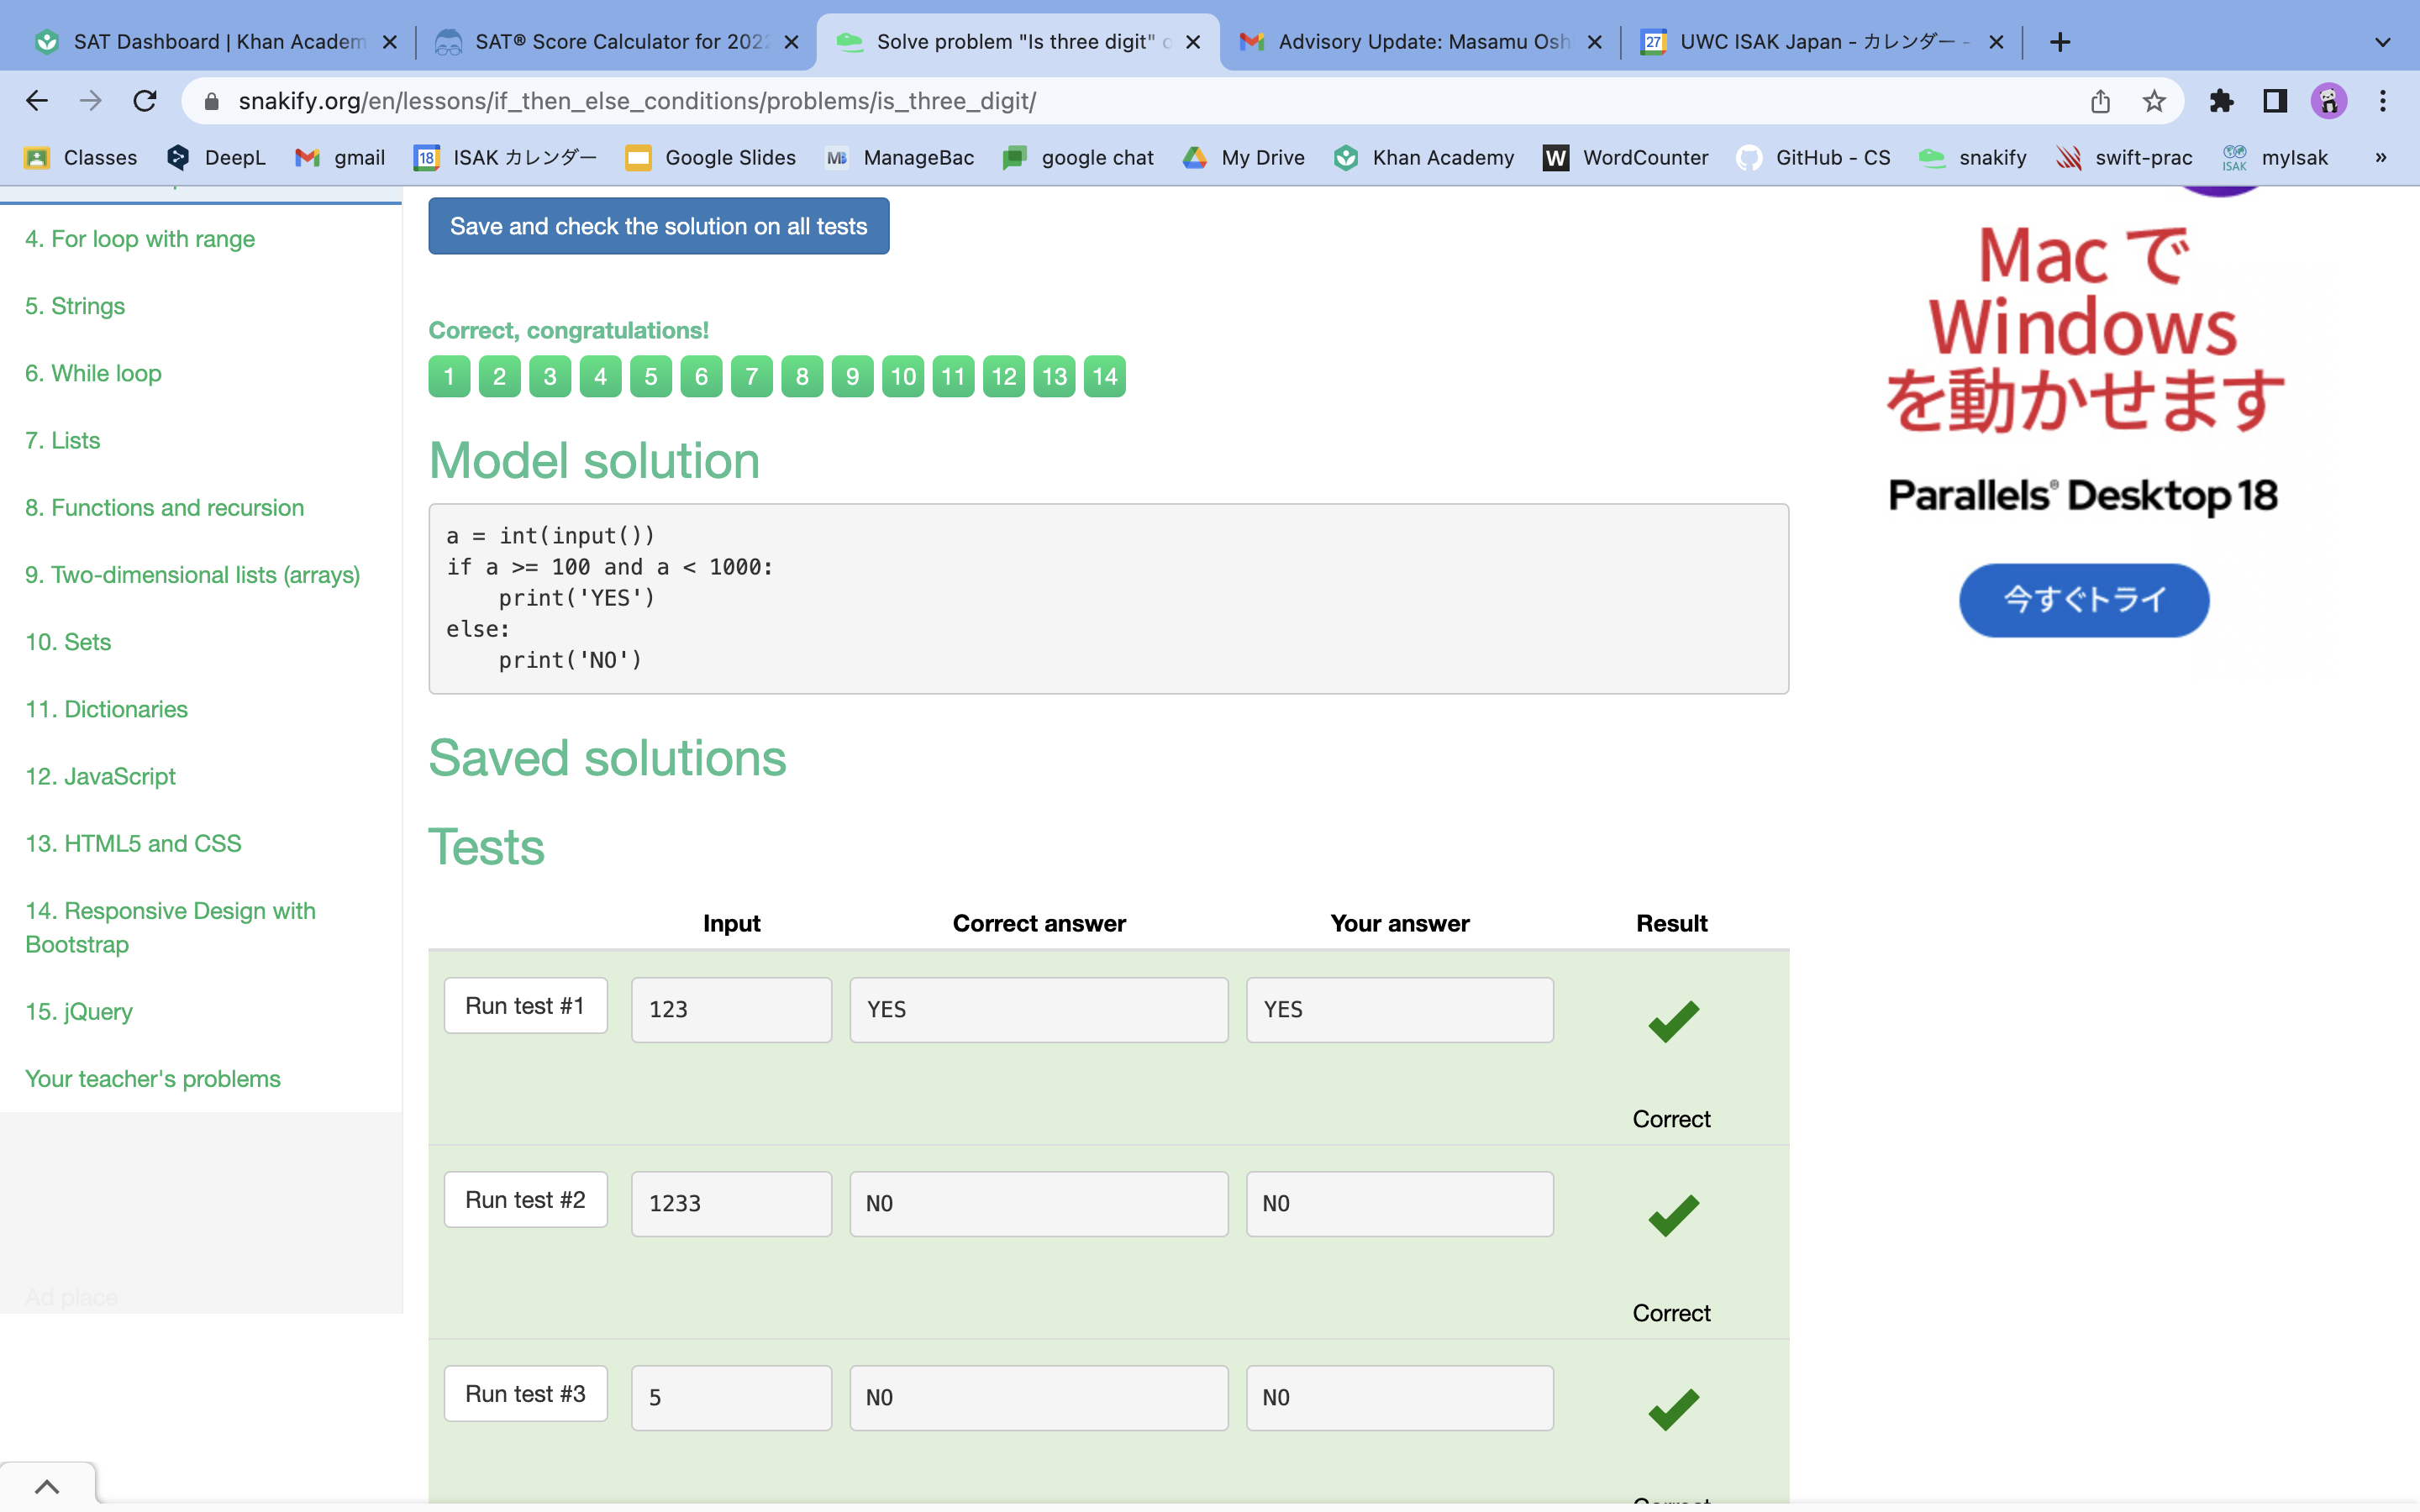 SAT Dashboard | Khan Academ
SAT® Score Calculator for 202
Solve problem "Is three digit"
Advisory Update: Masamu Osh
27
UWC ISAK Japan - カレンダー -
snakify.org/en/lessons/if_then_else_conditions/problems/is_three_digit/
Classes
DeepL
gmail
18
ISAK カレンダー
Google Slides
MB
ManageBac
google chat
My Drive
Khan Academy
W
WordCounter
GitHub - CS
snakify
swift-prac
ISAK
myIsak
»
4. For loop with range
5. Strings
6. While loop
7. Lists
8. Functions and recursion
9. Two-dimensional lists (arrays)
10. Sets
11. Dictionaries
12. JavaScript
13. HTML5 and CSS
14. Responsive Design with
Bootstrap
15. jQuery
Your teacher's problems
Ad place
Save and check the solution on all tests
Correct, congratulations!
1 2 3 4 5 6 7 8 9 10 11 12 13 14
Model solution
a = int(input())
if a >= 100 and a < 1000:
    print('YES')
else:
    print('NO')
Saved solutions
Tests
Input Correct answer Your answer Result
Run test #1 123 YES YES
Correct
Run test #2 1233 NO NO
Correct
Run test #3 5 NO NO
Mac で
Windows
を動かせます
Parallels® Desktop 18
今すぐトライ